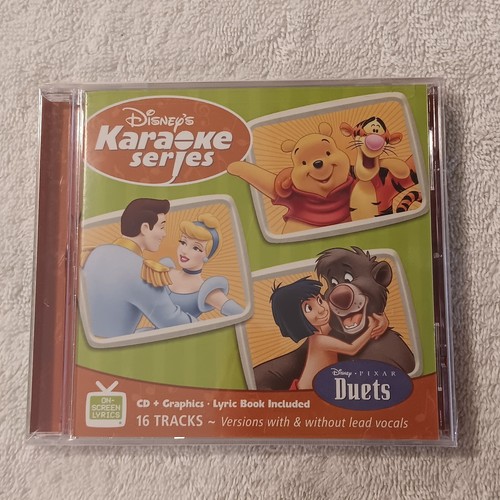 Disney's
Karaoke
series
Disney • PIXAR
Duets
ON-
SCREEN
LYRICS
CD + Graphics • Lyric Book Included
16 TRACKS ~ Versions with & without lead vocals